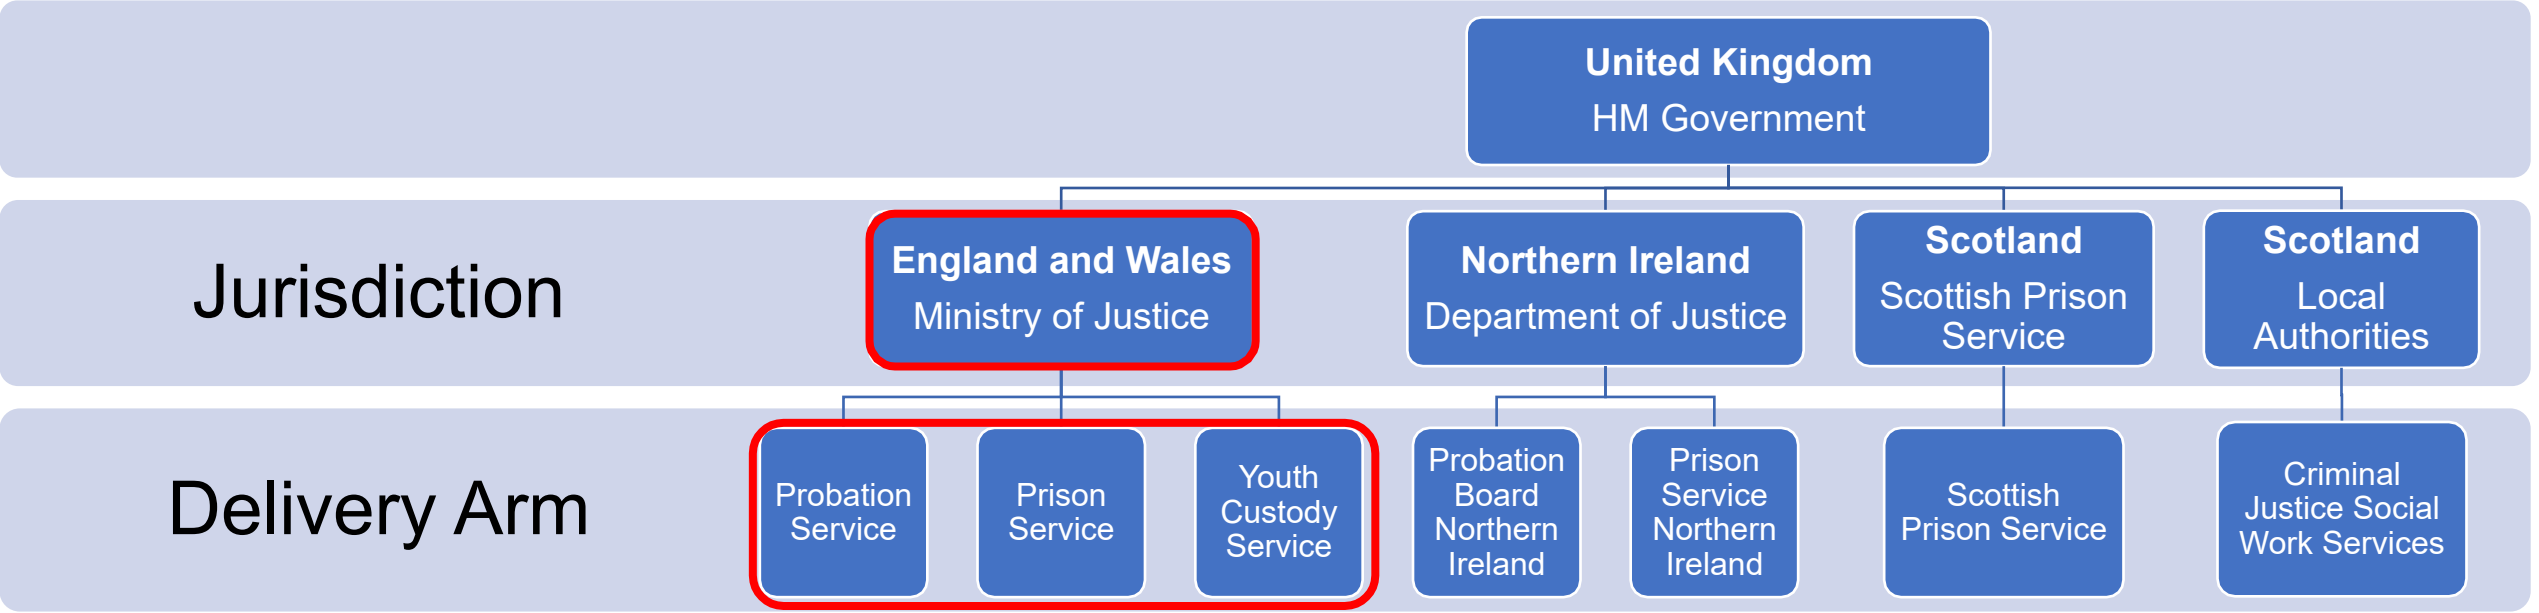 United Kingdom
HM Government
Jurisdiction
England and Wales
Ministry of Justice
Northern Ireland
Department of Justice
Scotland
Scottish Prison
Service
Scotland
Local
Authorities
Delivery Arm
Probation
Service
Prison
Service
Youth
Custody
Service
Probation
Board
Northern
Ireland
Prison
Service
Northern
Ireland
Scottish
Prison Service
Criminal
Justice Social
Work Services